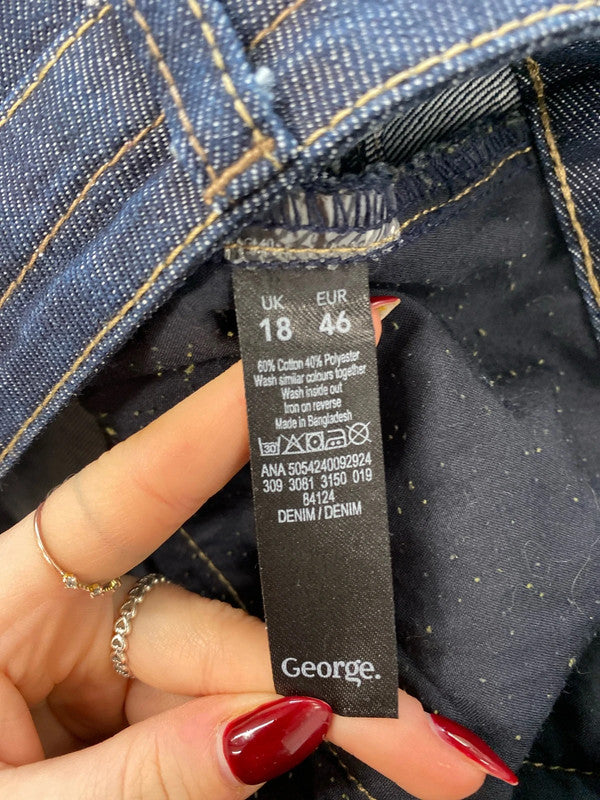 UK EUR
18 46
60% Cotton 40% Polyester
Wash similar colours together
Wash inside out
Iron on reverse
Made in Bangladesh
30
ANA 5054240092924
309 3081 3150 019
84124
DENIM / DENIM
George.